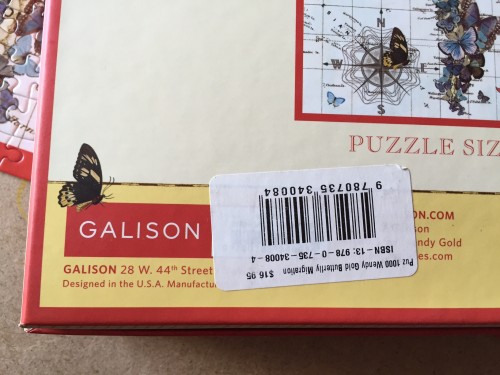 N
W
E
S
PUZZLE SIZ
GALISON
GALISON 28 W. 44th Street
Designed in the U.S.A. Manufactu
SON.COM
son
ndy Gold
es.com
9 780735 340084
ISBN-13: 978-0-735-34008-4
Puz 1000 Wendy Gold Butterfly Migration $16.95